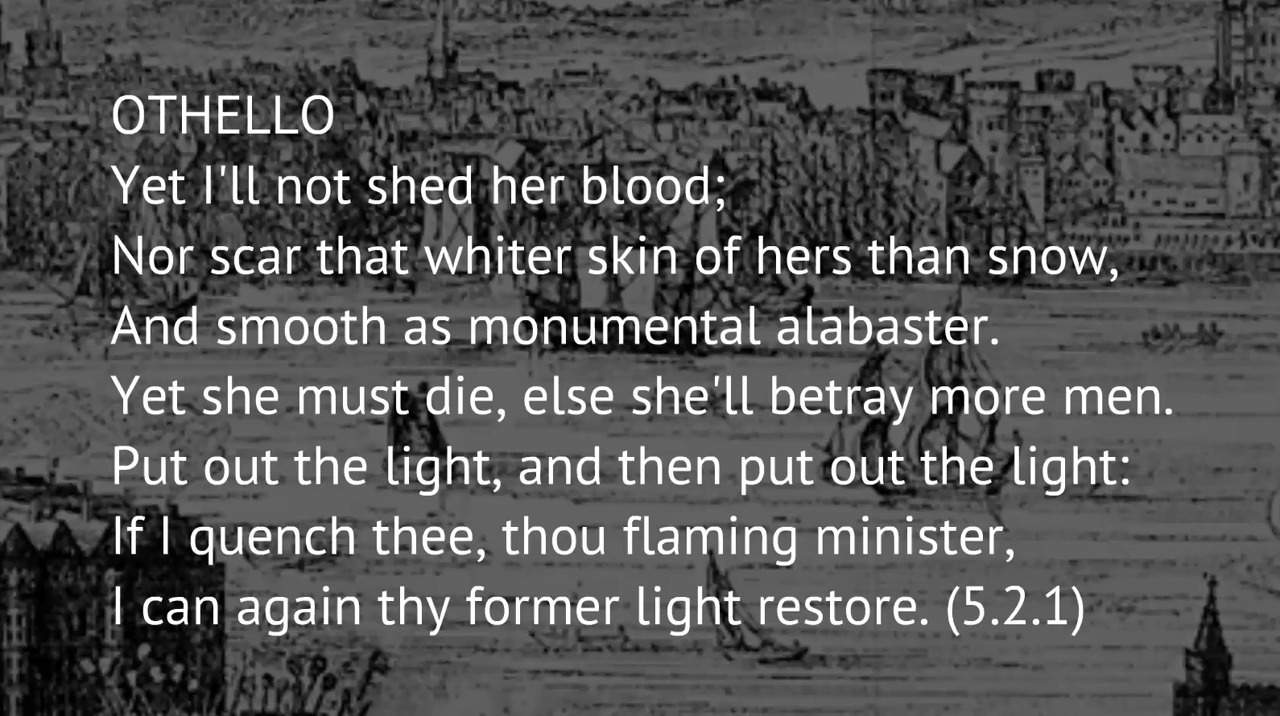 OTHELLO
Yet I'll not shed her blood;
Nor scar that whiter skin of hers than snow,
And smooth as monumental alabaster.
Yet she must die, else she'll betray more men.
Put out the light, and then put out the light:
If I quench thee, thou flaming minister,
I can again thy former light restore. (5.2.1)